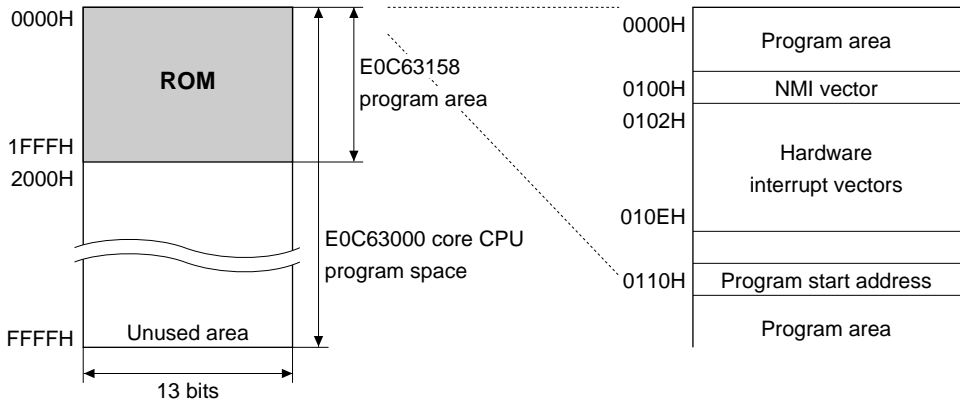 0000H
ROM
1FFFH
2000H
FFFFH
Unused area
13 bits
E0C63158
program area
E0C63000 core CPU
program space
0000H
Program area
0100H
NMI vector
0102H
Hardware
interrupt vectors
010EH
0110H
Program start address
Program area